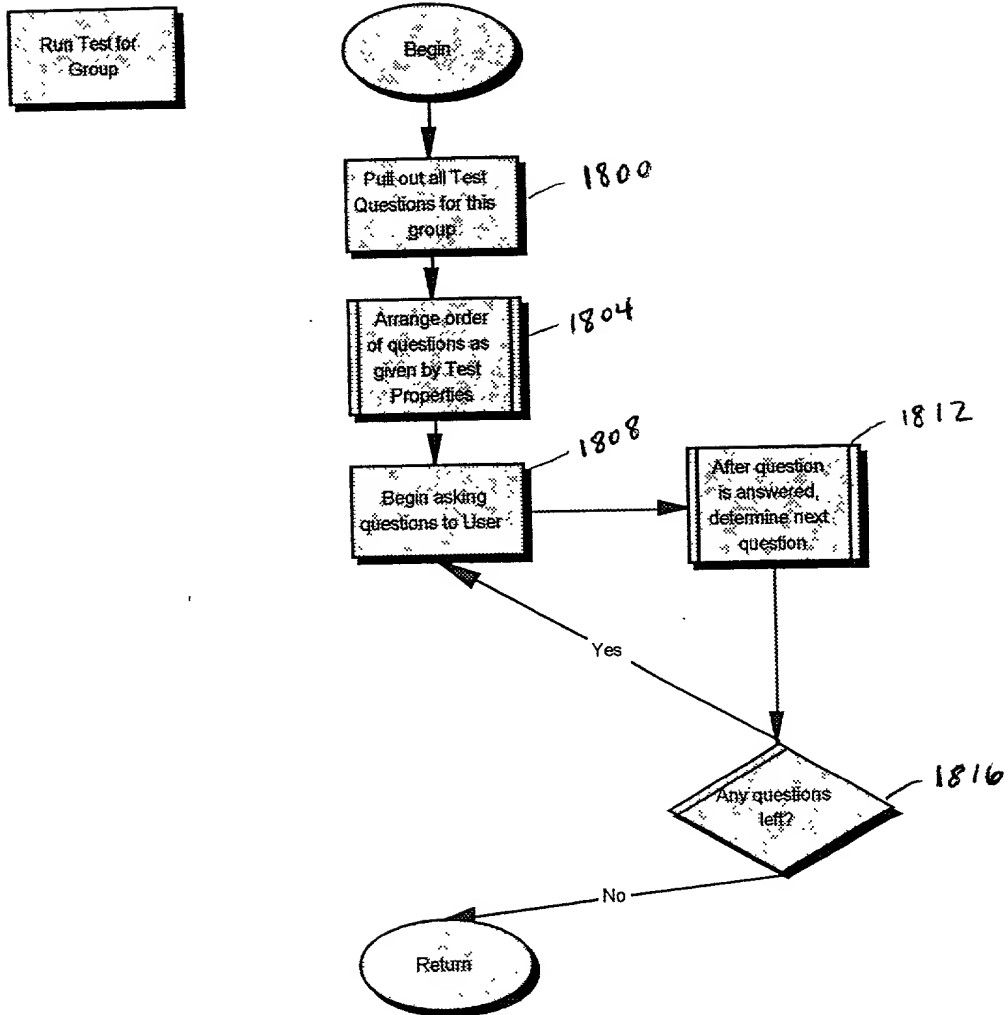 Run Test for
Group
Begin
Pull out all Test
Questions for this
group
1800
Arrange order
of questions as
given by Test
Properties
1804
Begin asking
questions to User
1808
After question
is answered,
determine next
question
1812
Yes
Any questions
left?
1816
No
Return